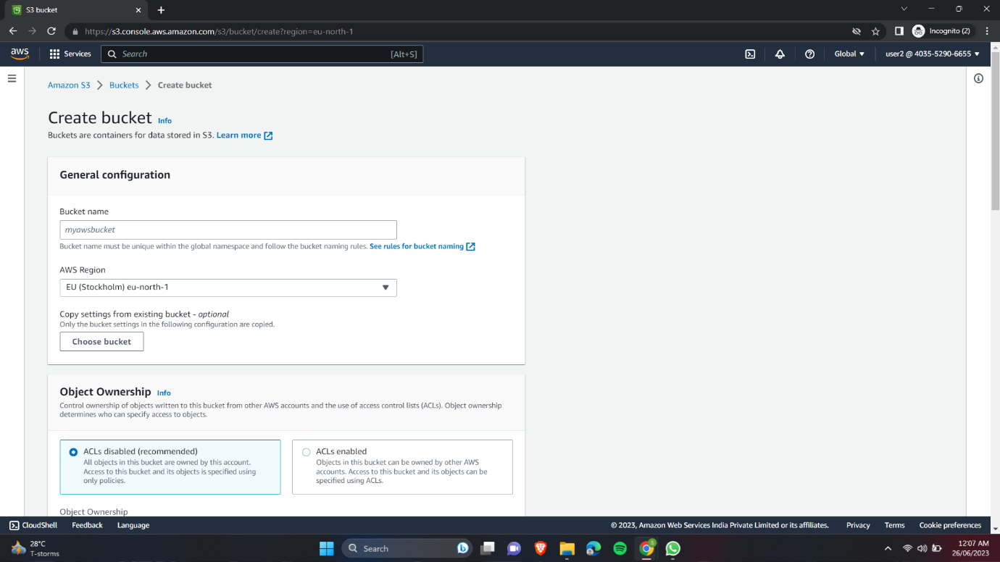 S3 bucket
https://s3.console.aws.amazon.com/s3/bucket/create?region=eu-north-1
Incognito (2)
aws
Services
Search
[Alt+S]
Global
user2 @ 4035-5290-6655
Amazon S3 > Buckets > Create bucket
Create bucket Info
Buckets are containers for data stored in S3. Learn more
General configuration
Bucket name
myawsbucket
Bucket name must be unique within the global namespace and follow the bucket naming rules. See rules for bucket naming
AWS Region
EU (Stockholm) eu-north-1
Copy settings from existing bucket - optional
Only the bucket settings in the following configuration are copied.
Choose bucket
Object Ownership Info
Control ownership of objects written to this bucket from other AWS accounts and the use of access control lists (ACLs). Object ownership
determines who can specify access to objects.
ACLs disabled (recommended)
All objects in this bucket are owned by this account.
Access to this bucket and its objects is specified using
only policies.
ACLs enabled
Objects in this bucket can be owned by other AWS
accounts. Access to this bucket and its objects can be
specified using ACLs.
Object Ownership
CloudShell
Feedback
Language
© 2023, Amazon Web Services India Private Limited or its affiliates.
Privacy
Terms
Cookie preferences
28°C
T-storms
Search
12:07 AM
26/06/2023